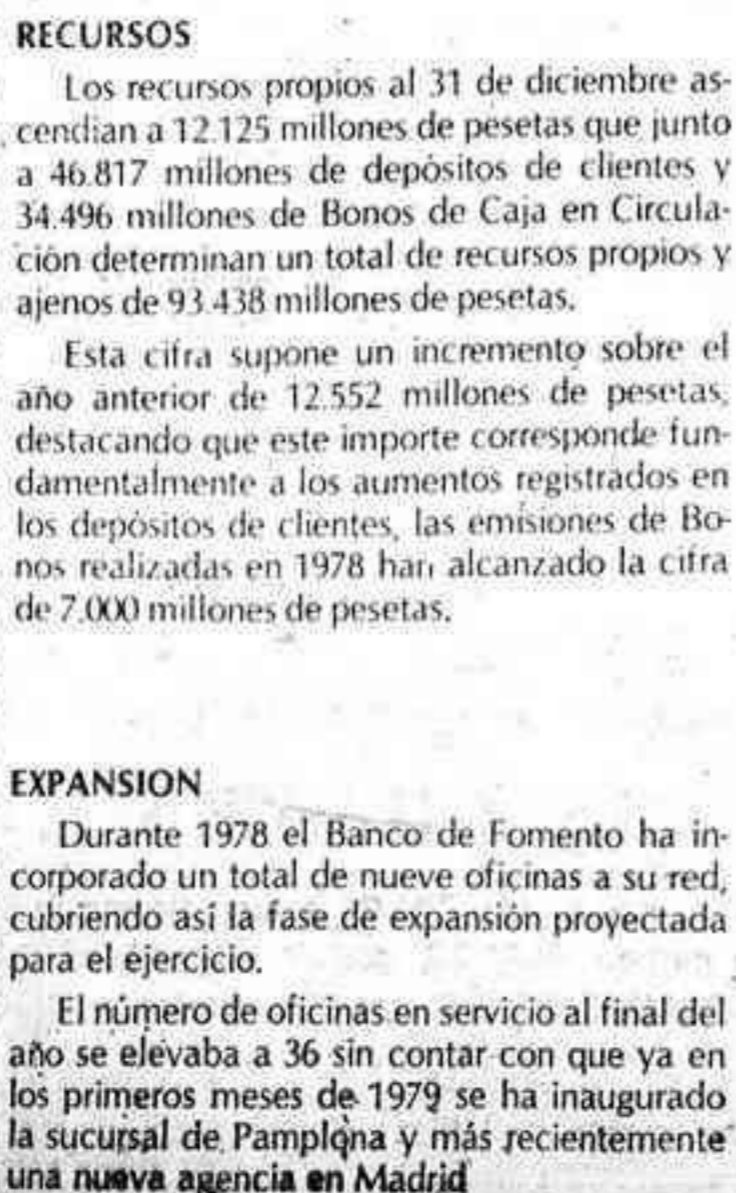 RECURSOS
Los recursos propios al 31 de diciembre as-
cendian a 12.125 millones de pesetas que junto
a 46.817 millones de depósitos de clientes y
34.496 millones de Bonos de Caja en Circula-
ción determinan un total de recursos propios y
ajenos de 93.438 millones de pesetas.
Esta cifra supone un incremento sobre el
año anterior de 12.552 millones de pesetas,
destacando que este importe corresponde fun-
damentalmente a los aumentos registrados en
los depósitos de clientes, las emisiones de Bo-
nos realizadas en 1978 han alcanzado la cifra
de 7.000 millones de pesetas.
EXPANSION
Durante 1978 el Banco de Fomento ha in-
corporado un total de nueve oficinas a su red,
cubriendo así la fase de expansión proyectada
para el ejercicio.
El número de oficinas en servicio al final del
año se elevaba a 36 sin contar con que ya en
los primeros meses de 1979 se ha inaugurado
la sucursal de Pamplona y más recientemente
una nueva agencia en Madrid